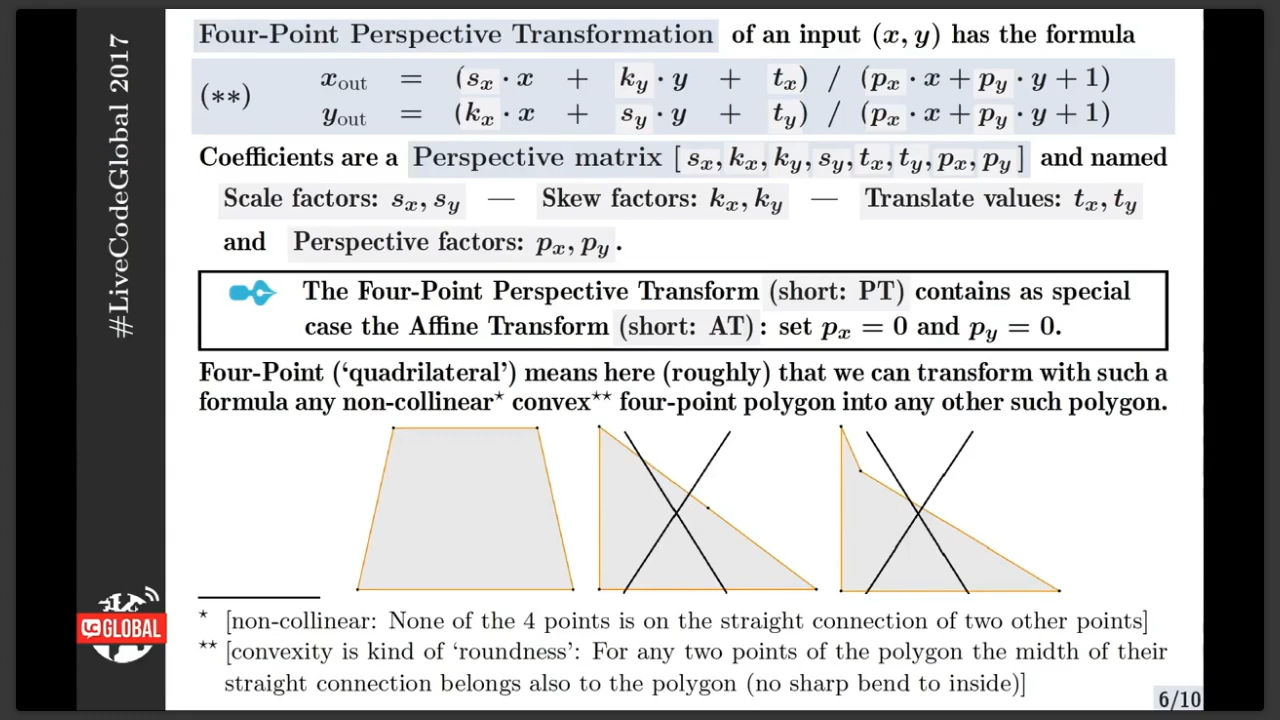 #LiveCodeGlobal 2017
Four-Point Perspective Transformation of an input (x, y) has the formula
(**) x_out = (s_x · x + k_y · y + t_x) / (p_x · x + p_y · y + 1)
y_out = (k_x · x + s_y · y + t_y) / (p_x · x + p_y · y + 1)
Coefficients are a Perspective matrix [ s_x, k_x, k_y, s_y, t_x, t_y, p_x, p_y ] and named
Scale factors: s_x, s_y — Skew factors: k_x, k_y — Translate values: t_x, t_y
and Perspective factors: p_x, p_y .
The Four-Point Perspective Transform (short: PT) contains as special
case the Affine Transform (short: AT) : set p_x = 0 and p_y = 0.
Four-Point (‘quadrilateral’) means here (roughly) that we can transform with such a
formula any non-collinear* convex** four-point polygon into any other such polygon.
* [non-collinear: None of the 4 points is on the straight connection of two other points]
** [convexity is kind of ‘roundness’: For any two points of the polygon the midth of their
straight connection belongs also to the polygon (no sharp bend to inside)]
LC GLOBAL
6/10